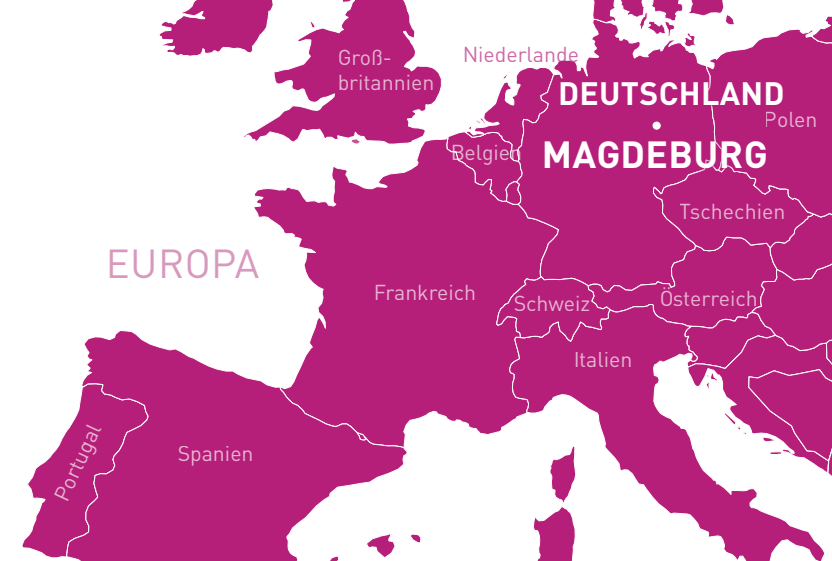 Groß-
britannien
Niederlande
DEUTSCHLAND
Polen
MAGDEBURG
Belgien
Tschechien
EUROPA
Frankreich
Schweiz
Österreich
Italien
Portugal
Spanien